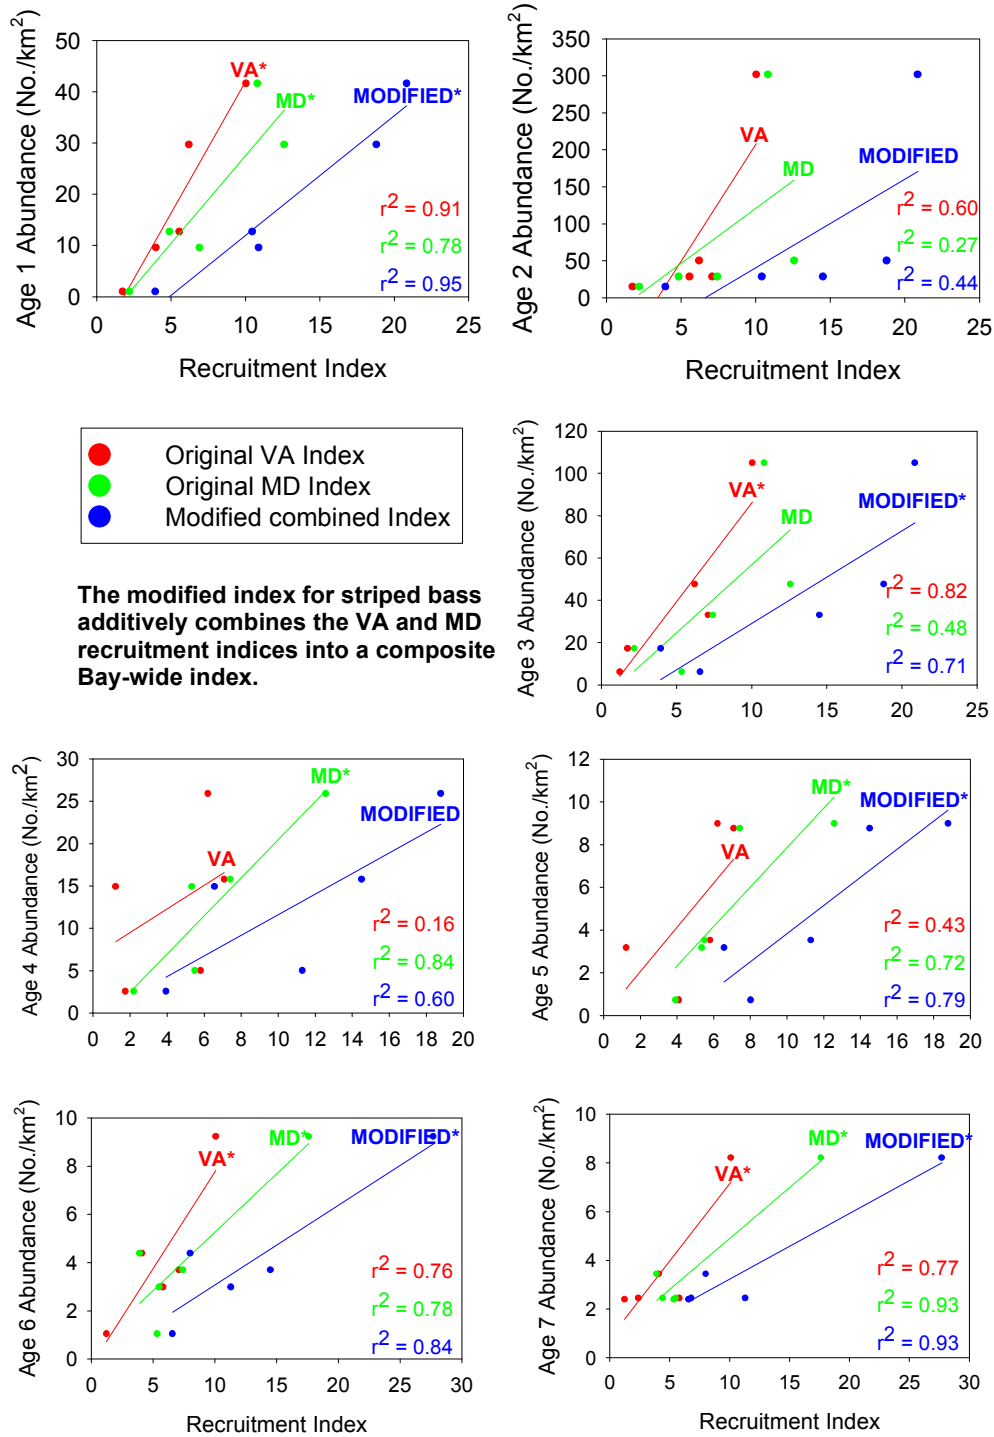 Age 1 Abundance (No./km²)
50
40
30
20
10
0
VA*
MD*
MODIFIED*
r² = 0.91
r² = 0.78
r² = 0.95
0 5 10 15 20 25
Recruitment Index
Age 2 Abundance (No./km²)
350
300
250
200
150
100
50
0
VA
MD
MODIFIED
r² = 0.60
r² = 0.27
r² = 0.44
0 5 10 15 20 25
Recruitment Index
Original VA Index
Original MD Index
Modified combined Index
The modified index for striped bass
additively combines the VA and MD
recruitment indices into a composite
Bay-wide index.
Age 3 Abundance (No./km²)
120
100
80
60
40
20
0
VA*
MD
MODIFIED*
r² = 0.82
r² = 0.48
r² = 0.71
0 5 10 15 20 25
Age 4 Abundance (No./km²)
30
25
20
15
10
5
0
MD*
MODIFIED
VA
r² = 0.16
r² = 0.84
r² = 0.60
0 2 4 6 8 10 12 14 16 18 20
Age 5 Abundance (No./km²)
12
10
8
6
4
2
0
MD*
MODIFIED*
VA
r² = 0.43
r² = 0.72
r² = 0.79
0 2 4 6 8 10 12 14 16 18 20
Age 6 Abundance (No./km²)
10
8
6
4
2
0
VA*
MD*
MODIFIED*
r² = 0.76
r² = 0.78
r² = 0.84
0 5 10 15 20 25 30
Recruitment Index
Age 7 Abundance (No./km²)
10
8
6
4
2
0
VA*
MD*
MODIFIED*
r² = 0.77
r² = 0.93
r² = 0.93
0 10 20 30
Recruitment Index